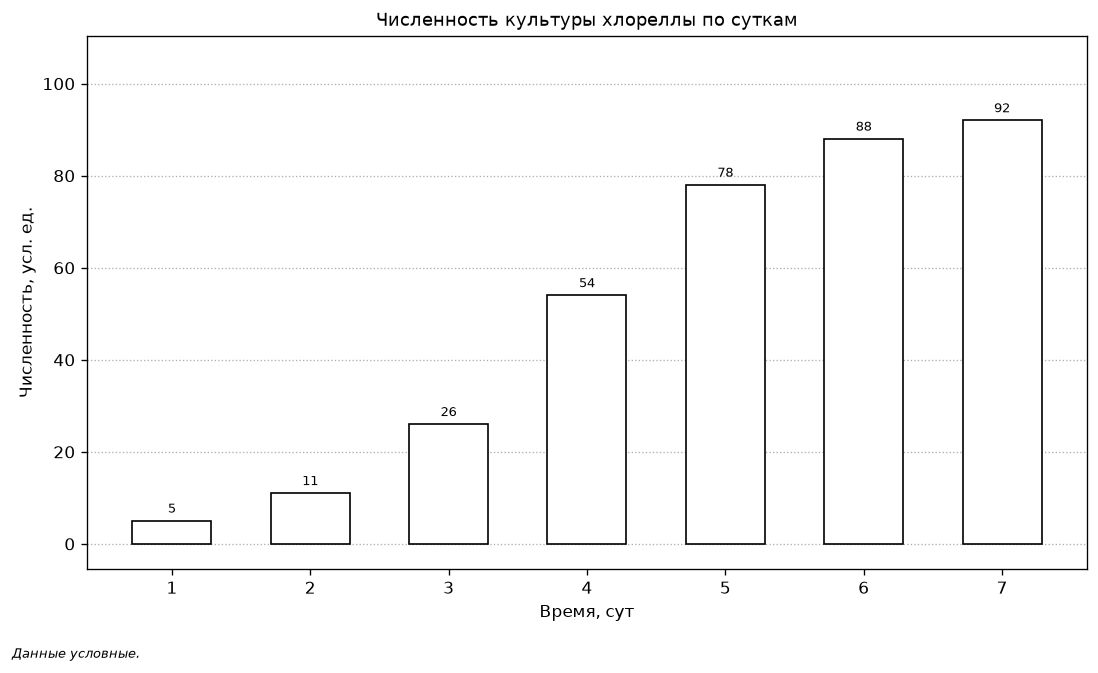 Численность культуры хлореллы по суткам
Численность, усл. ед.
100
80
60
40
20
0
5
11
26
54
78
88
92
1 2 3 4 5 6 7
Время, сут
Данные условные.